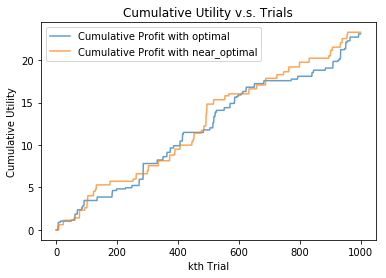 Cumulative Utility v.s. Trials
Cumulative Profit with optimal
Cumulative Profit with near_optimal
Cumulative Utility
20
15
10
5
0
0 200 400 600 800 1000
kth Trial